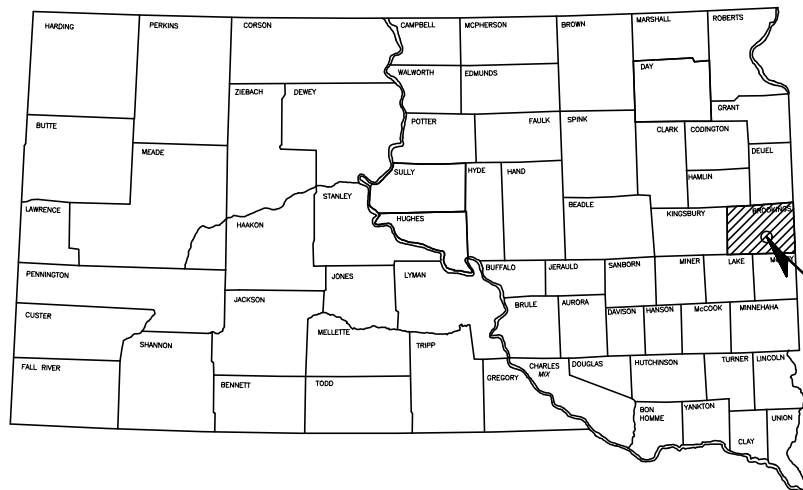 HARDING
PERKINS
CORSON
CAMPBELL
MCPHERSON
BROWN
MARSHALL
ROBERTS
WALWORTH
EDMUNDS
DAY
ZIEBACH
DEWEY
GRANT
BUTTE
POTTER
FAULK
SPINK
CLARK
CODINGTON
MEADE
DEUEL
SULLY
HYDE
HAND
HAMLIN
STANLEY
LAWRENCE
HAAKON
HUGHES
BEADLE
KINGSBURY
BROOKINGS
PENNINGTON
JONES
LYMAN
BUFFALO
JERAULD
SANBORN
MINER
LAKE
JACKSON
BRULE
AURORA
DAVISON
HANSON
McCOOK
MINNEHAHA
CUSTER
SHANNON
MELLETTE
TRIPP
FALL RIVER
BENNETT
TODD
GREGORY
CHARLES
MIX
DOUGLAS
HUTCHINSON
TURNER
LINCOLN
BON
HOMME
YANKTON
CLAY
UNION